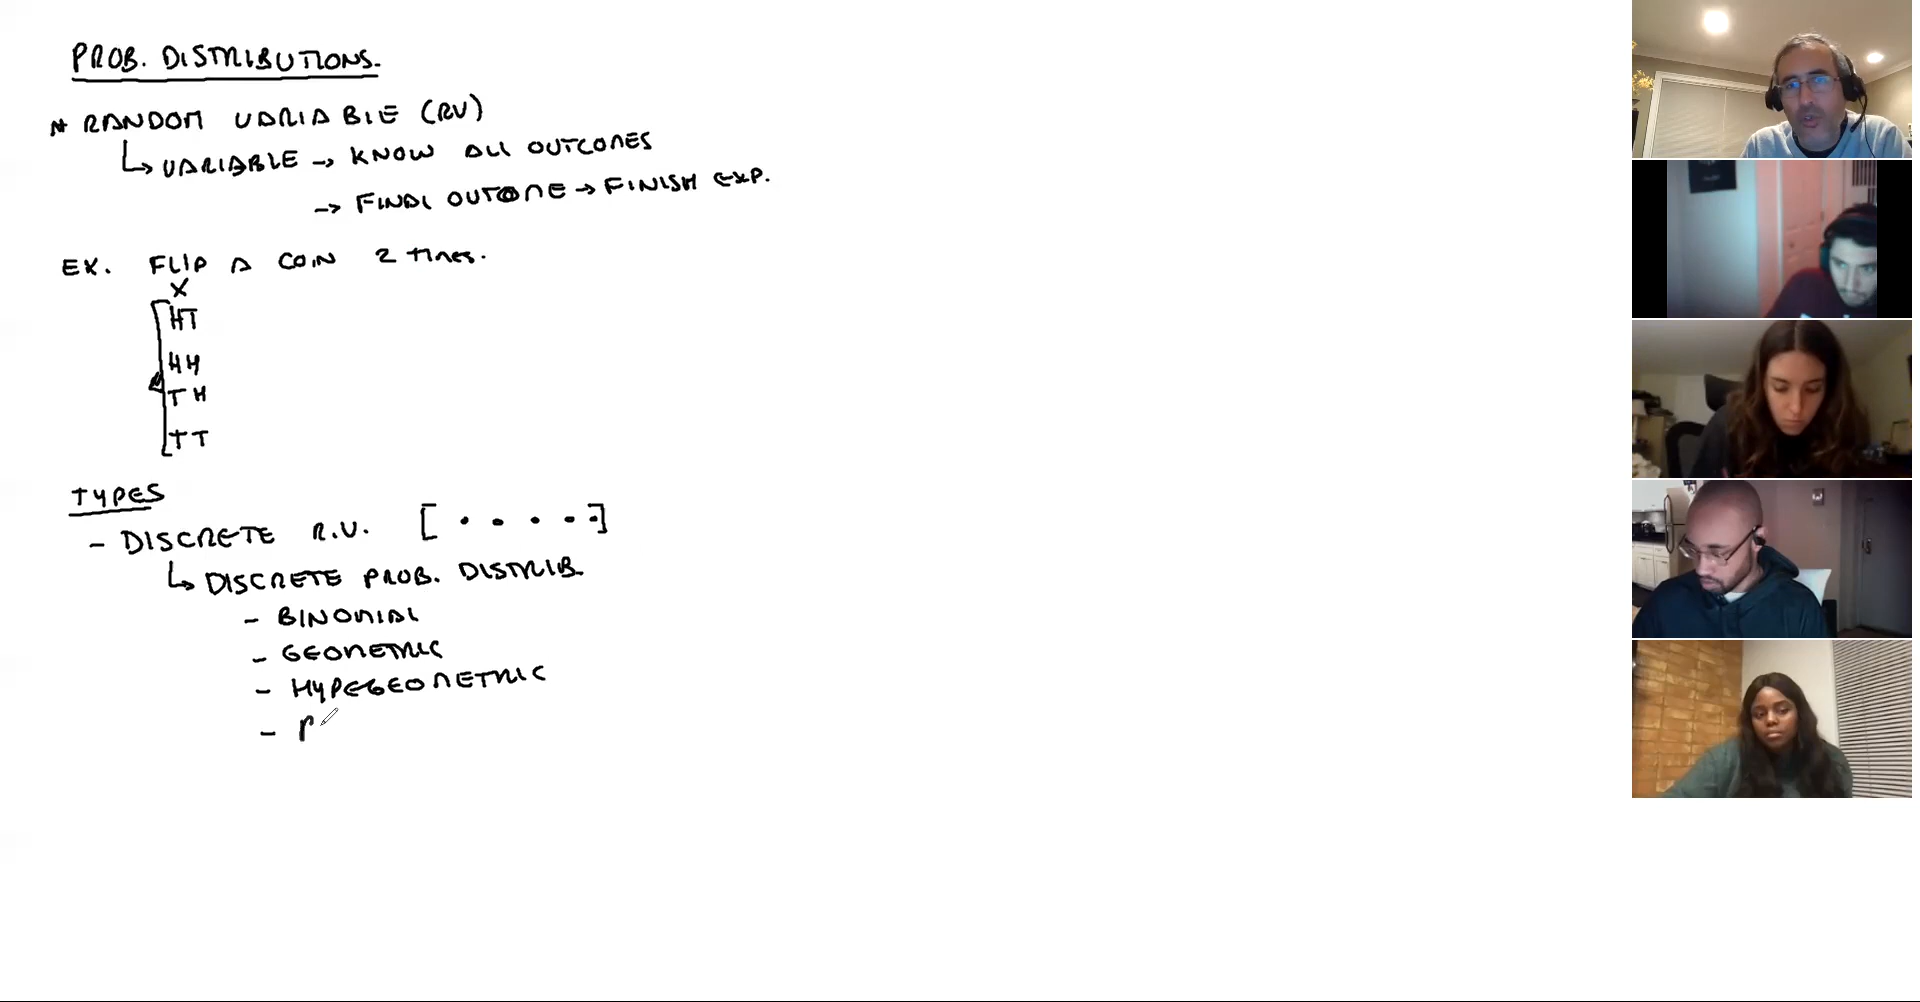 PROB. DISTRIBUTIONS.
* RANDOM VARIABLE (RV)
↳ VARIABLE → KNOW ALL OUTCOMES
→ FINAL OUTCOME → FINISH EXP.
EX. FLIP A COIN 2 times.
X
HT
HH
TH
TT
TYPES
- DISCRETE R.V. [ • • • • •]
↳ DISCRETE PROB. DISTRIB.
- BINOMIAL
- GEOMETRIC
- HYPEGEOMETRIC
- P